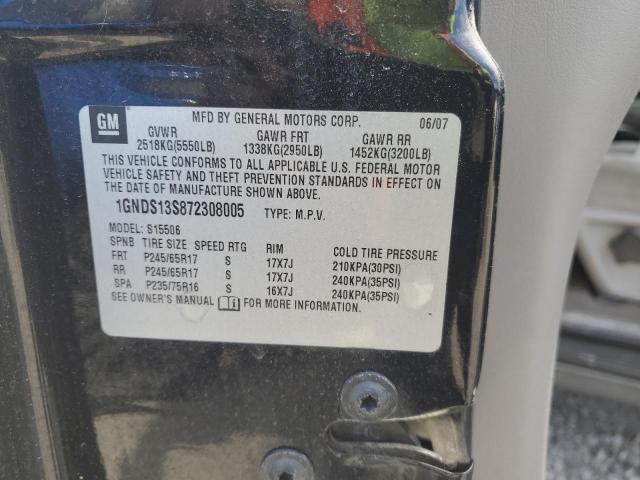 GM
MFD BY GENERAL MOTORS CORP. 06/07
GVWR GAWR FRT GAWR RR
2518KG(5550LB) 1338KG(2950LB) 1452KG(3200LB)
THIS VEHICLE CONFORMS TO ALL APPLICABLE U.S. FEDERAL MOTOR
VEHICLE SAFETY AND THEFT PREVENTION STANDARDS IN EFFECT ON
THE DATE OF MANUFACTURE SHOWN ABOVE.
1GNDS13S872308005 TYPE: M.P.V.
MODEL: S15506
SPNB TIRE SIZE SPEED RTG RIM COLD TIRE PRESSURE
FRT P245/65R17 S 17X7J 210KPA(30PSI)
RR P245/65R17 S 17X7J 240KPA(35PSI)
SPA P235/75R16 S 16X7J 240KPA(35PSI)
SEE OWNER'S MANUAL FOR MORE INFORMATION.